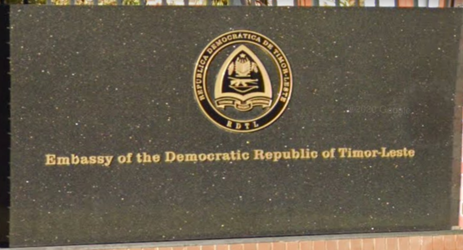 REPUBLICA DEMOCRATICA DE TIMOR-LESTE
RDTL
Embassy of the Democratic Republic of Timor-Leste